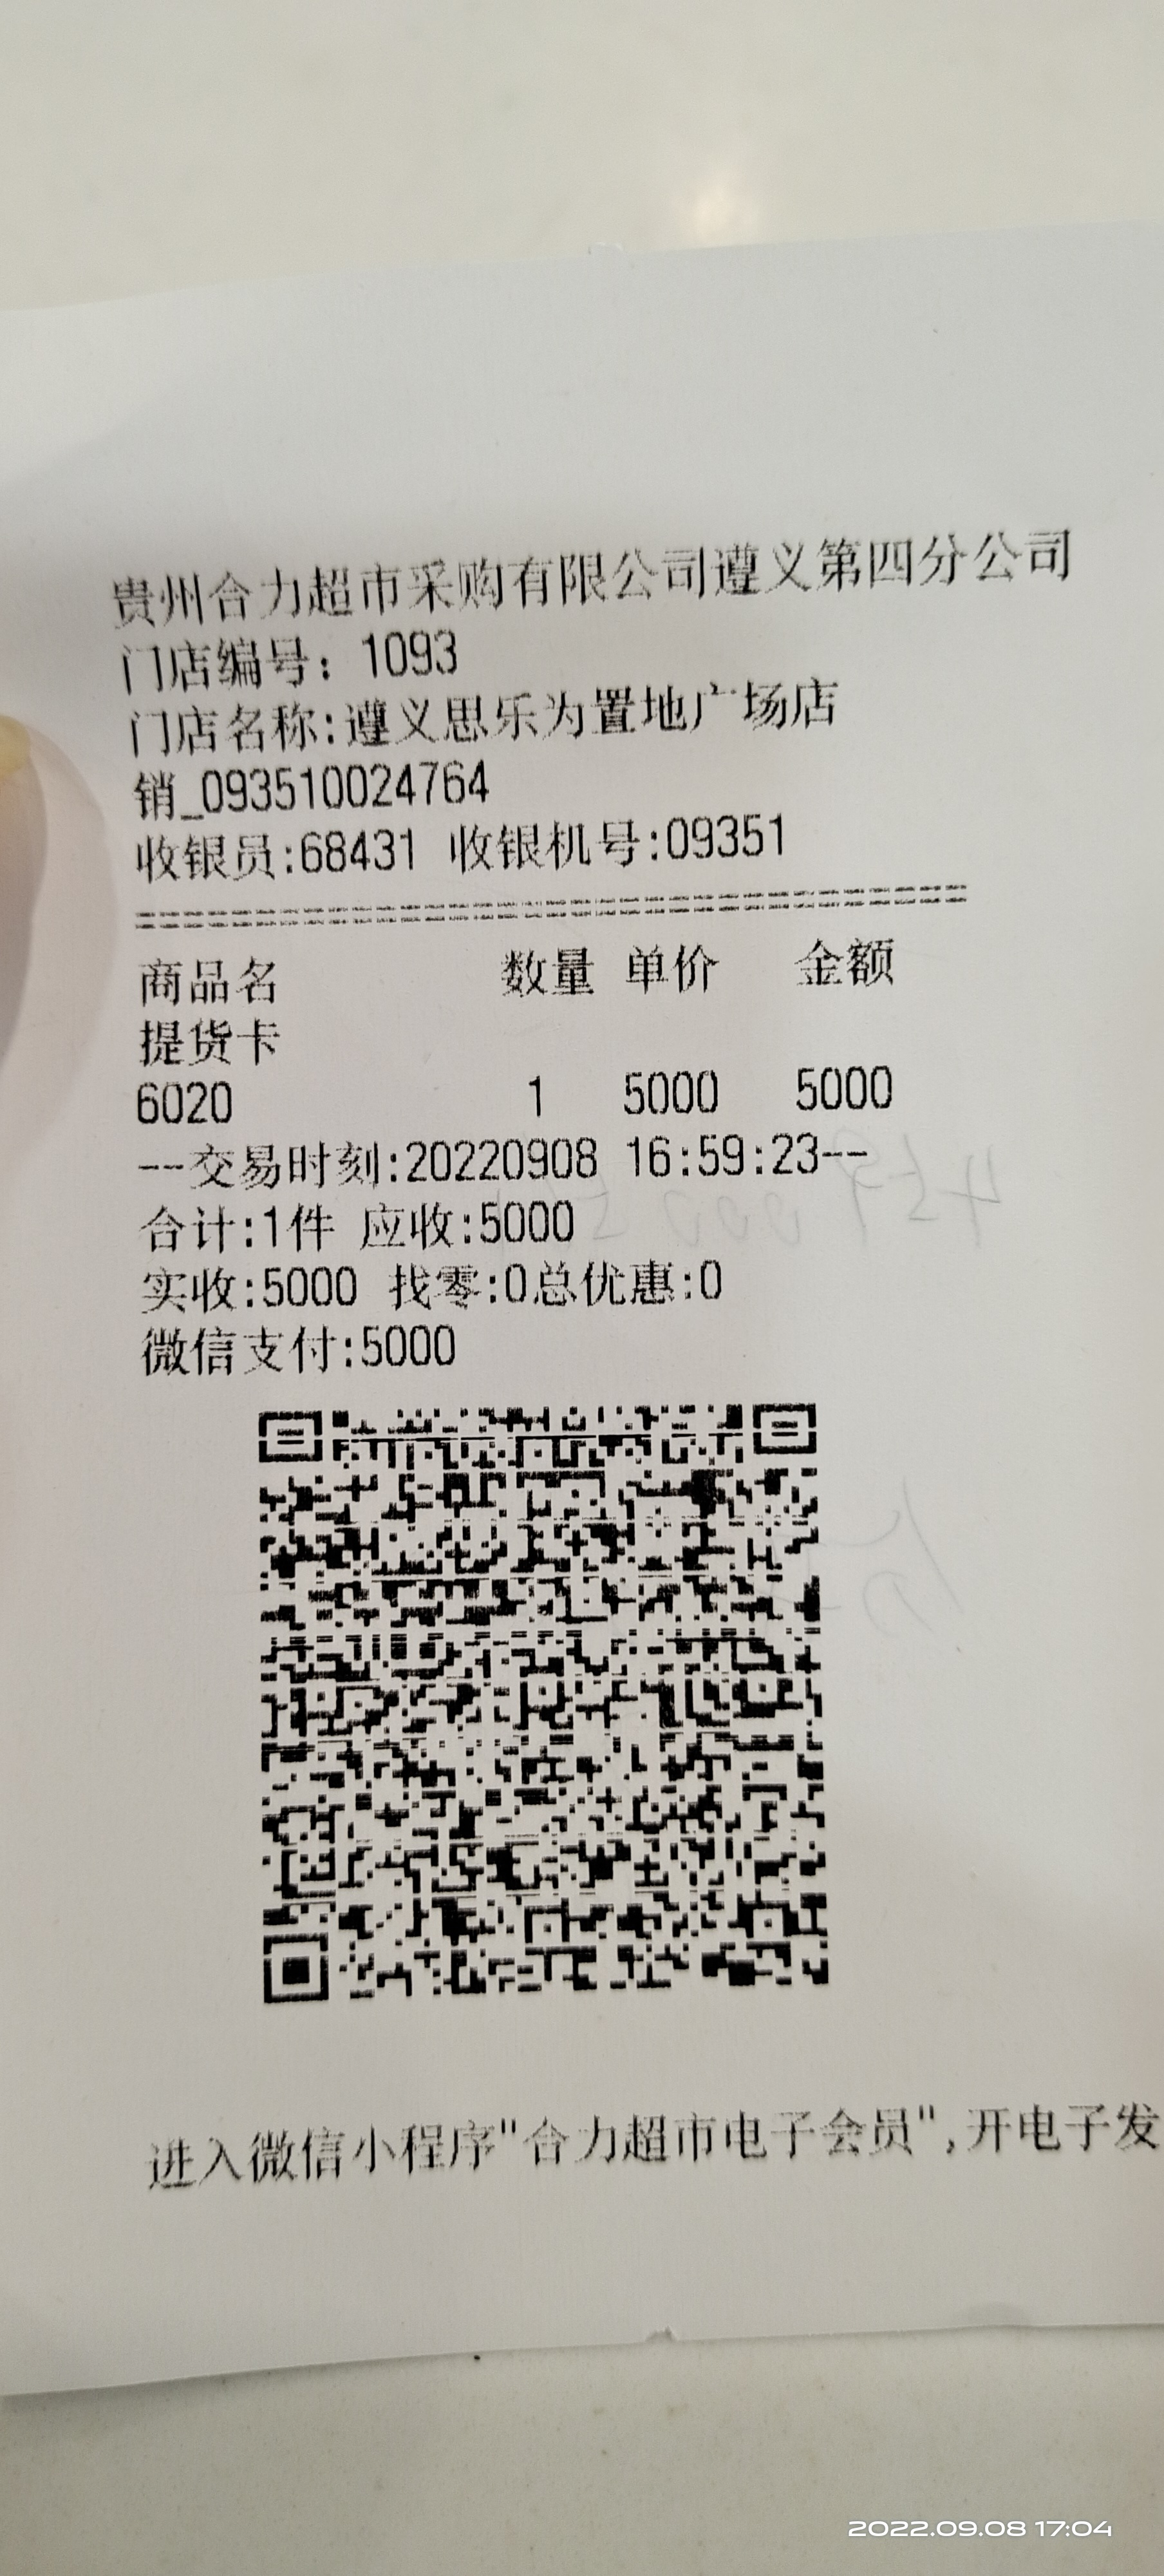 贵州合力超市采购有限公司遵义第四分公司
门店编号：1093
门店名称:遵义思乐为置地广场店
销_093510024764
收银员:68431 收银机号:09351
商品名 数量 单价 金额
提货卡
6020 1 5000 5000
--交易时刻:20220908 16:59:23--
合计:1件 应收:5000
实收:5000 找零:0总优惠:0
微信支付:5000
进入微信小程序"合力超市电子会员",开电子发
2022.09.08 17:04